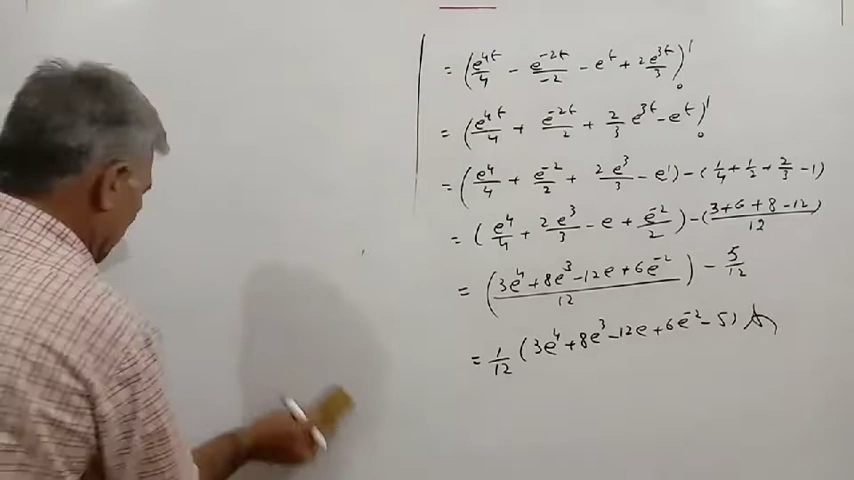 = (e^{4t}/4 - e^{-2t}/-2 - e^t + 2e^{3t}/3)_0^1
= (e^{4t}/4 + e^{-2t}/2 + 2/3 e^{3t} - e^t)_0^1
= (e^4/4 + e^{-2}/2 + 2e^3/3 - e^1) - (1/4 + 1/2 + 2/3 - 1)
= (e^4/4 + 2e^3/3 - e + e^{-2}/2) - (3+6+8-12)/12
= ((3e^4 + 8e^3 - 12e + 6e^{-2})/12) - 5/12
= 1/12 (3e^4 + 8e^3 - 12e + 6e^{-2} - 5)